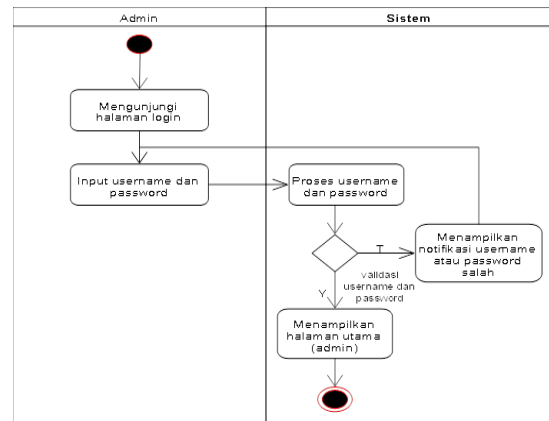 Admin
Sistem
Mengunjungi
halaman login
Input username dan
password
Proses username
dan password
T
Menampilkan
notifikasi username
atau password
salah
validasi
username dan
password
Y
Menampilkan
halaman utama
(admin)